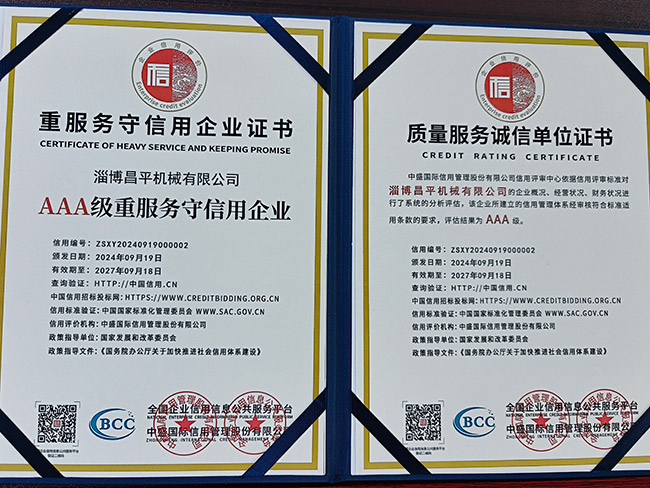 企业信用评价
信
Enterprise credit evaluation
重服务守信用企业证书
CERTIFICATE OF HEAVY SERVICE AND KEEPING PROMISE
淄博昌平机械有限公司
AAA级重服务守信用企业
信用编号：ZSXY20240919000002
颁发日期：2024年09月19日
有效期至：2027年09月18日
查询验证：HTTP://中国信用.CN
中国信用招标投标网：HTTPS://WWW.CREDITBIDDING.ORG.CN
信用标准验证：中国国家标准化管理委员会 WWW.SAC.GOV.CN
信用评价机构：中盛国际信用管理股份有限公司
政策指导单位：国家发展和改革委员会
政策指导文件：《国务院办公厅关于加快推进社会信用体系建设》
BCC
全国企业信用信息公共服务平台
中盛国际信用管理股份有限公司
企业信用评价
信
Enterprise credit evaluation
质量服务诚信单位证书
CREDIT RATING CERTIFICATE
中盛国际信用管理股份有限公司信用评审中心依据信用评审标准对
淄博昌平机械有限公司的企业概况、经营状况、财务状况进
行了系统的分析评估，该企业所建立的信用管理体系经审核符合标准适
用条款的要求，评估结果为 AAA 级。
信用编号：ZSXY20240919000002
颁发日期：2024年09月19日
有效期至：2027年09月18日
查询验证：HTTP://中国信用.CN
中国信用招标投标网：HTTPS://WWW.CREDITBIDDING.ORG.CN
信用标准验证：中国国家标准化管理委员会 WWW.SAC.GOV.CN
信用评价机构：中盛国际信用管理股份有限公司
政策指导单位：国家发展和改革委员会
政策指导文件：《国务院办公厅关于加快推进社会信用体系建设》
BCC
全国企业信用信息公共服务平台
中盛国际信用管理股份有限公司